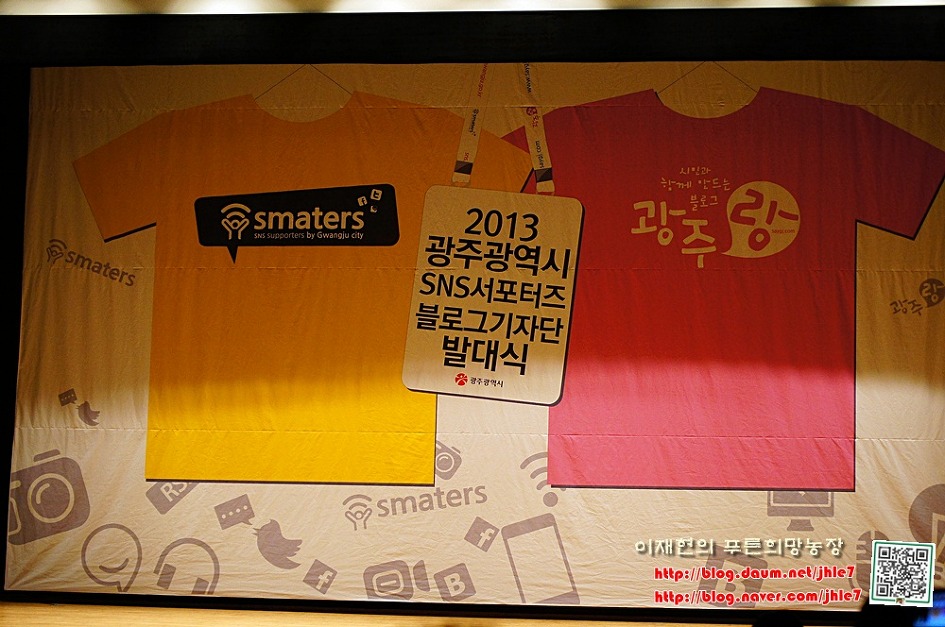 smaters
SNS supporters by Gwangju city
2013
광주광역시
SNS서포터즈
블로그기자단
발대식
광주광역시
시민과
함께 만드는
블로그
광주랑
smaters
광주랑
smaters
RS
B
이재현의 푸른희망농장
http://blog.daum.net/jhle7
http://blog.naver.com/jhle7